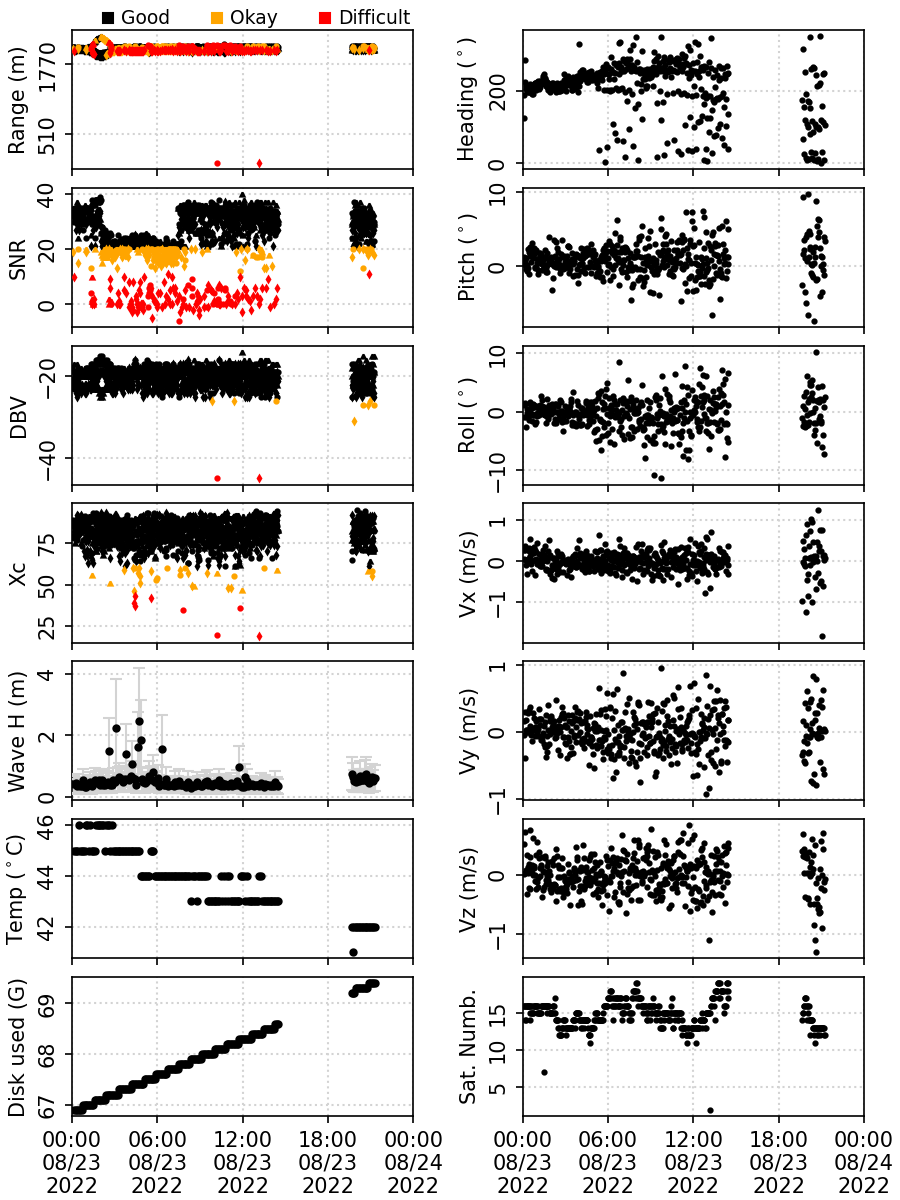 Good Okay Difficult
Range (m)
1770
510
Heading (°)
200
0
SNR
40
20
0
Pitch (°)
10
0
DBV
−20
−40
Roll (°)
10
0
−10
Xc
75
50
25
Vx (m/s)
1
0
−1
Wave H (m)
4
2
0
Vy (m/s)
1
0
−1
Temp (°C)
46
44
42
Vz (m/s)
0
−1
Disk used (G)
69
68
67
Sat. Numb.
15
10
5
00:00 06:00 12:00 18:00 00:00
08/23 08/23 08/23 08/23 08/24
2022 2022 2022 2022 2022
00:00 06:00 12:00 18:00 00:00
08/23 08/23 08/23 08/23 08/24
2022 2022 2022 2022 2022